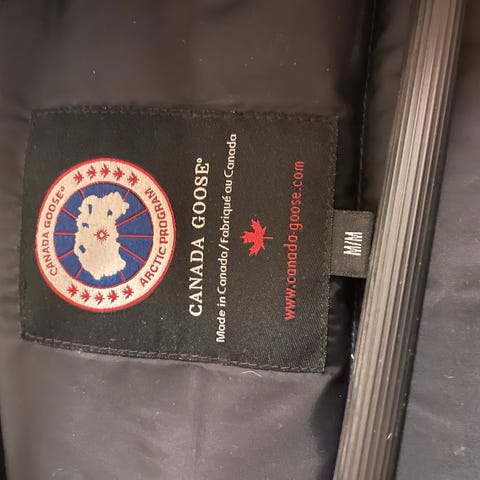 CANADA GOOSE®
ARCTIC PROGRAM
CANADA GOOSE®
Made in Canada/Fabriqué au Canada
www.canada-goose.com
M/M